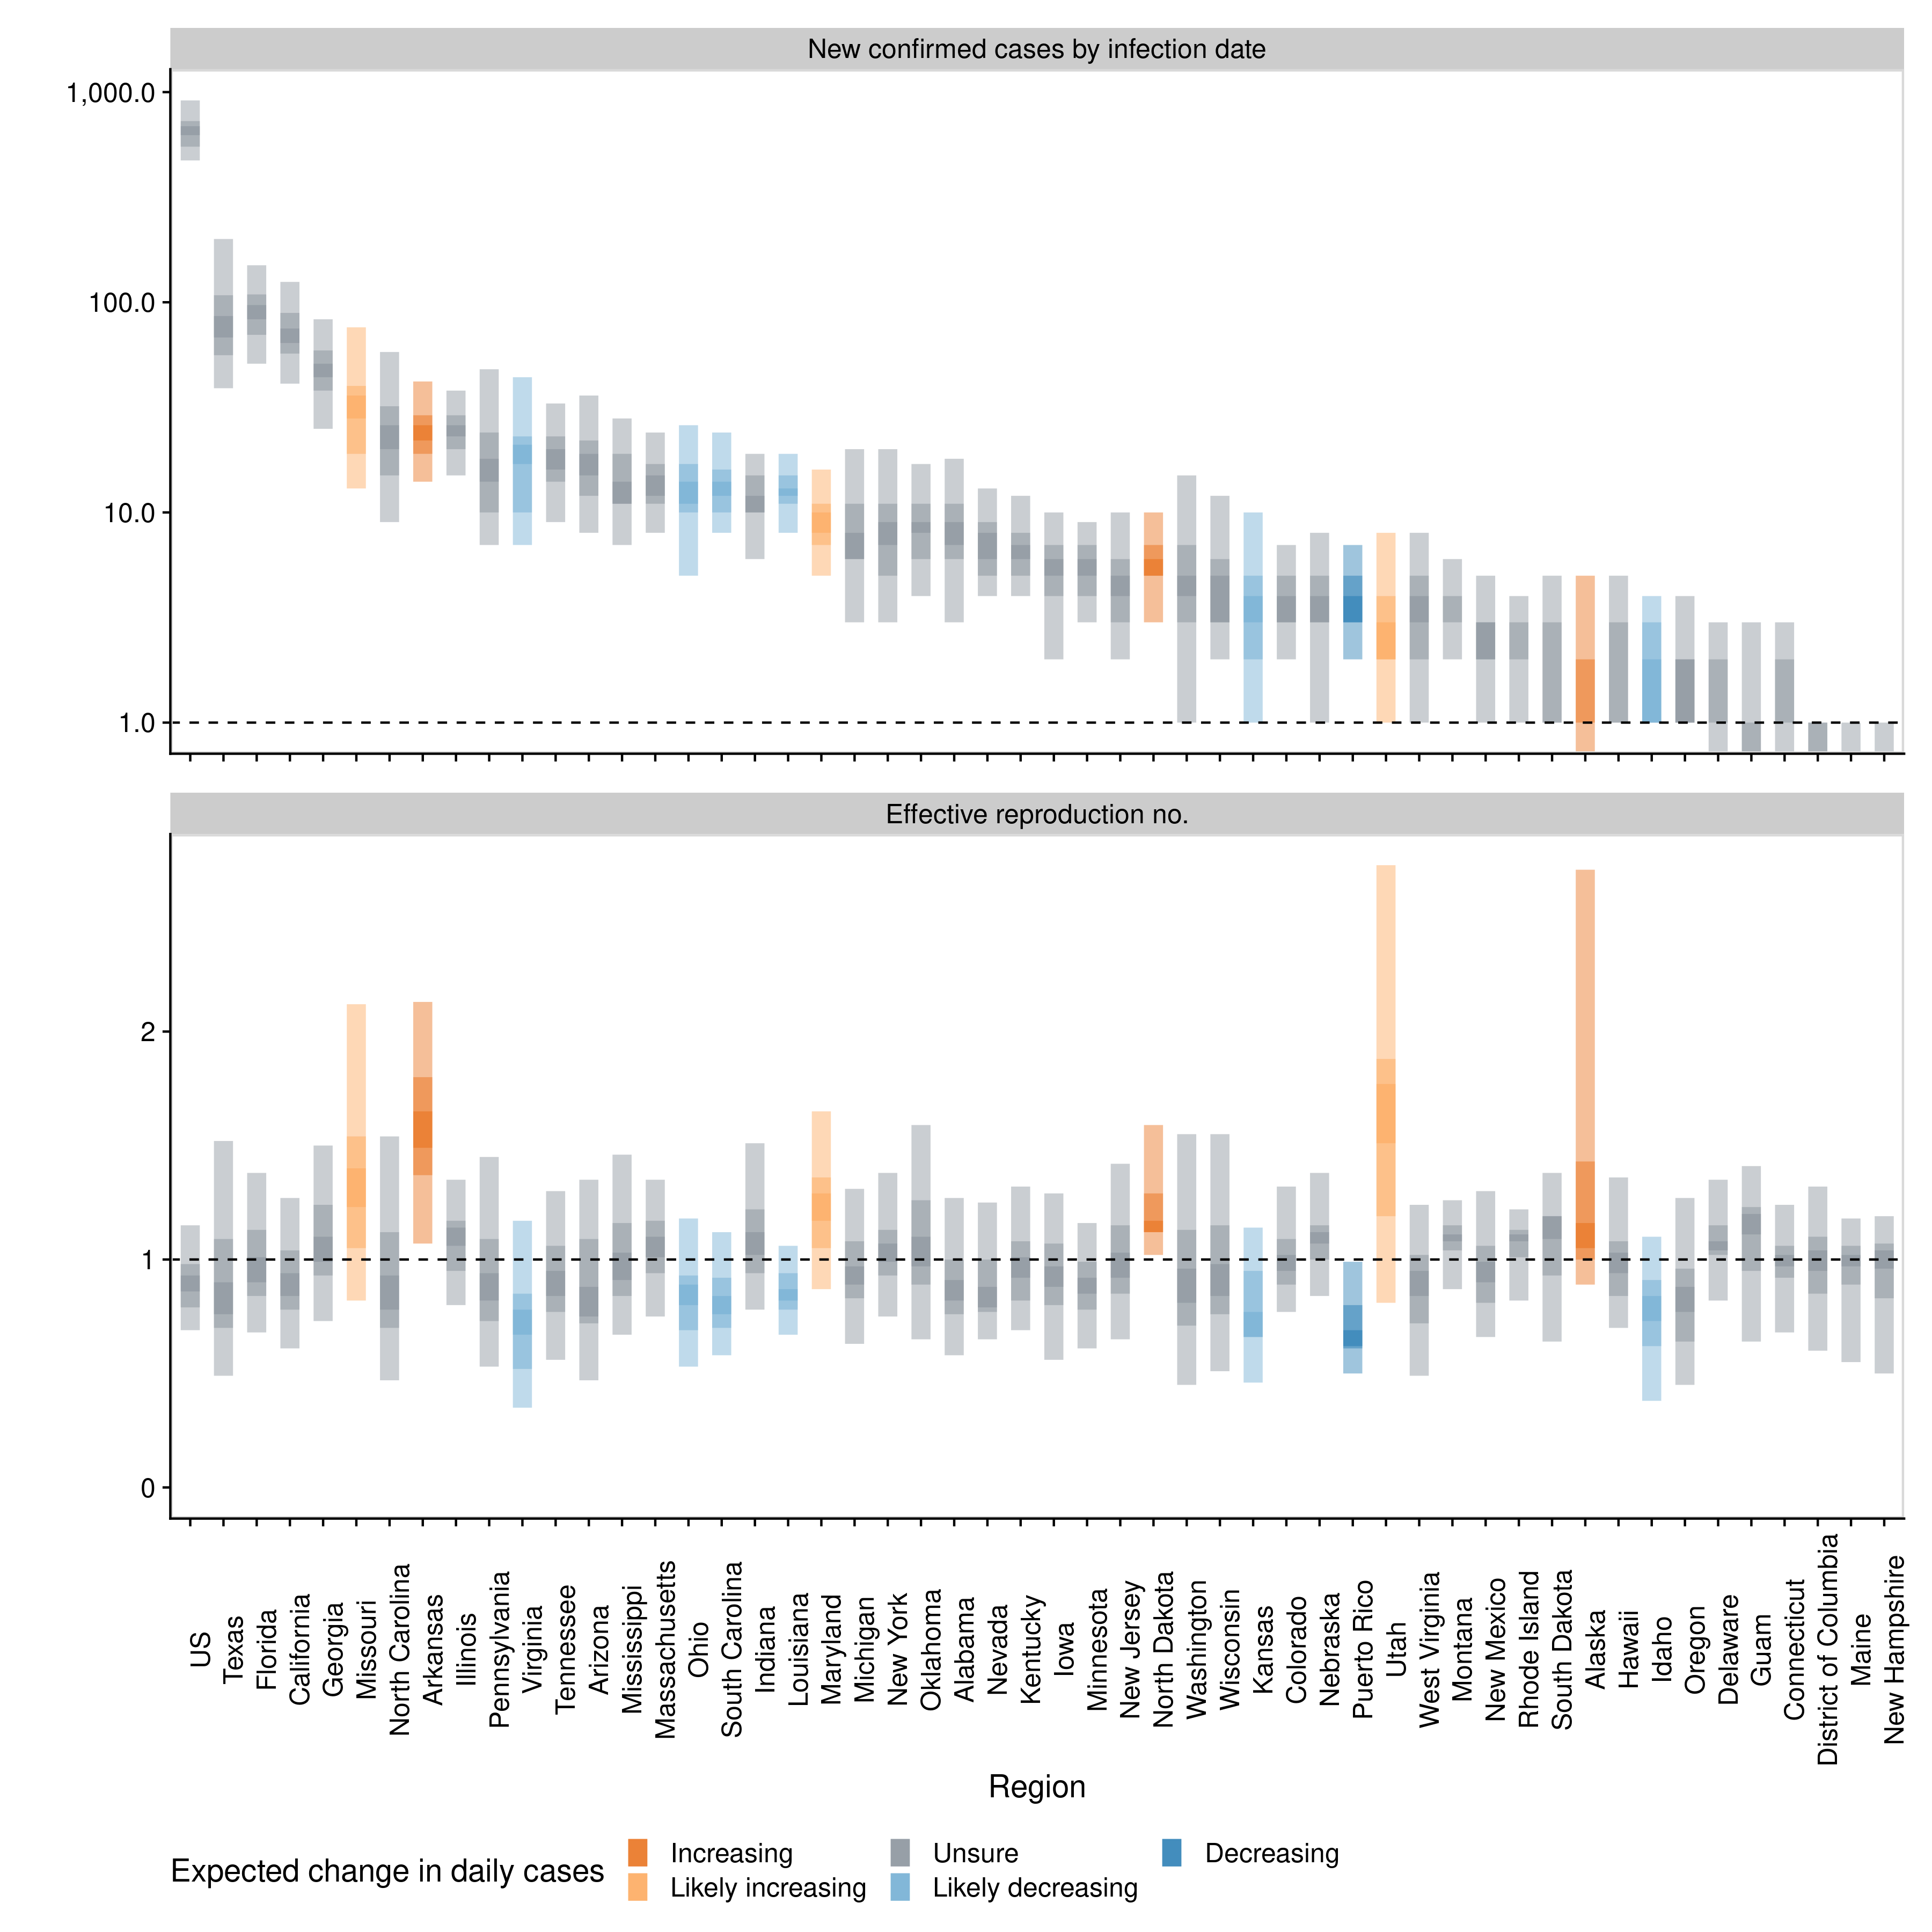 New confirmed cases by infection date
1,000.0
100.0
10.0
1.0
Effective reproduction no.
2
1
0
US
Texas
Florida
California
Georgia
Missouri
North Carolina
Arkansas
Illinois
Pennsylvania
Virginia
Tennessee
Arizona
Mississippi
Massachusetts
Ohio
South Carolina
Indiana
Louisiana
Maryland
Michigan
New York
Oklahoma
Alabama
Nevada
Kentucky
Iowa
Minnesota
New Jersey
North Dakota
Washington
Wisconsin
Kansas
Colorado
Nebraska
Puerto Rico
Utah
West Virginia
Montana
New Mexico
Rhode Island
South Dakota
Alaska
Hawaii
Idaho
Oregon
Delaware
Guam
Connecticut
District of Columbia
Maine
New Hampshire
Region
Expected change in daily cases
Increasing
Unsure
Decreasing
Likely increasing
Likely decreasing